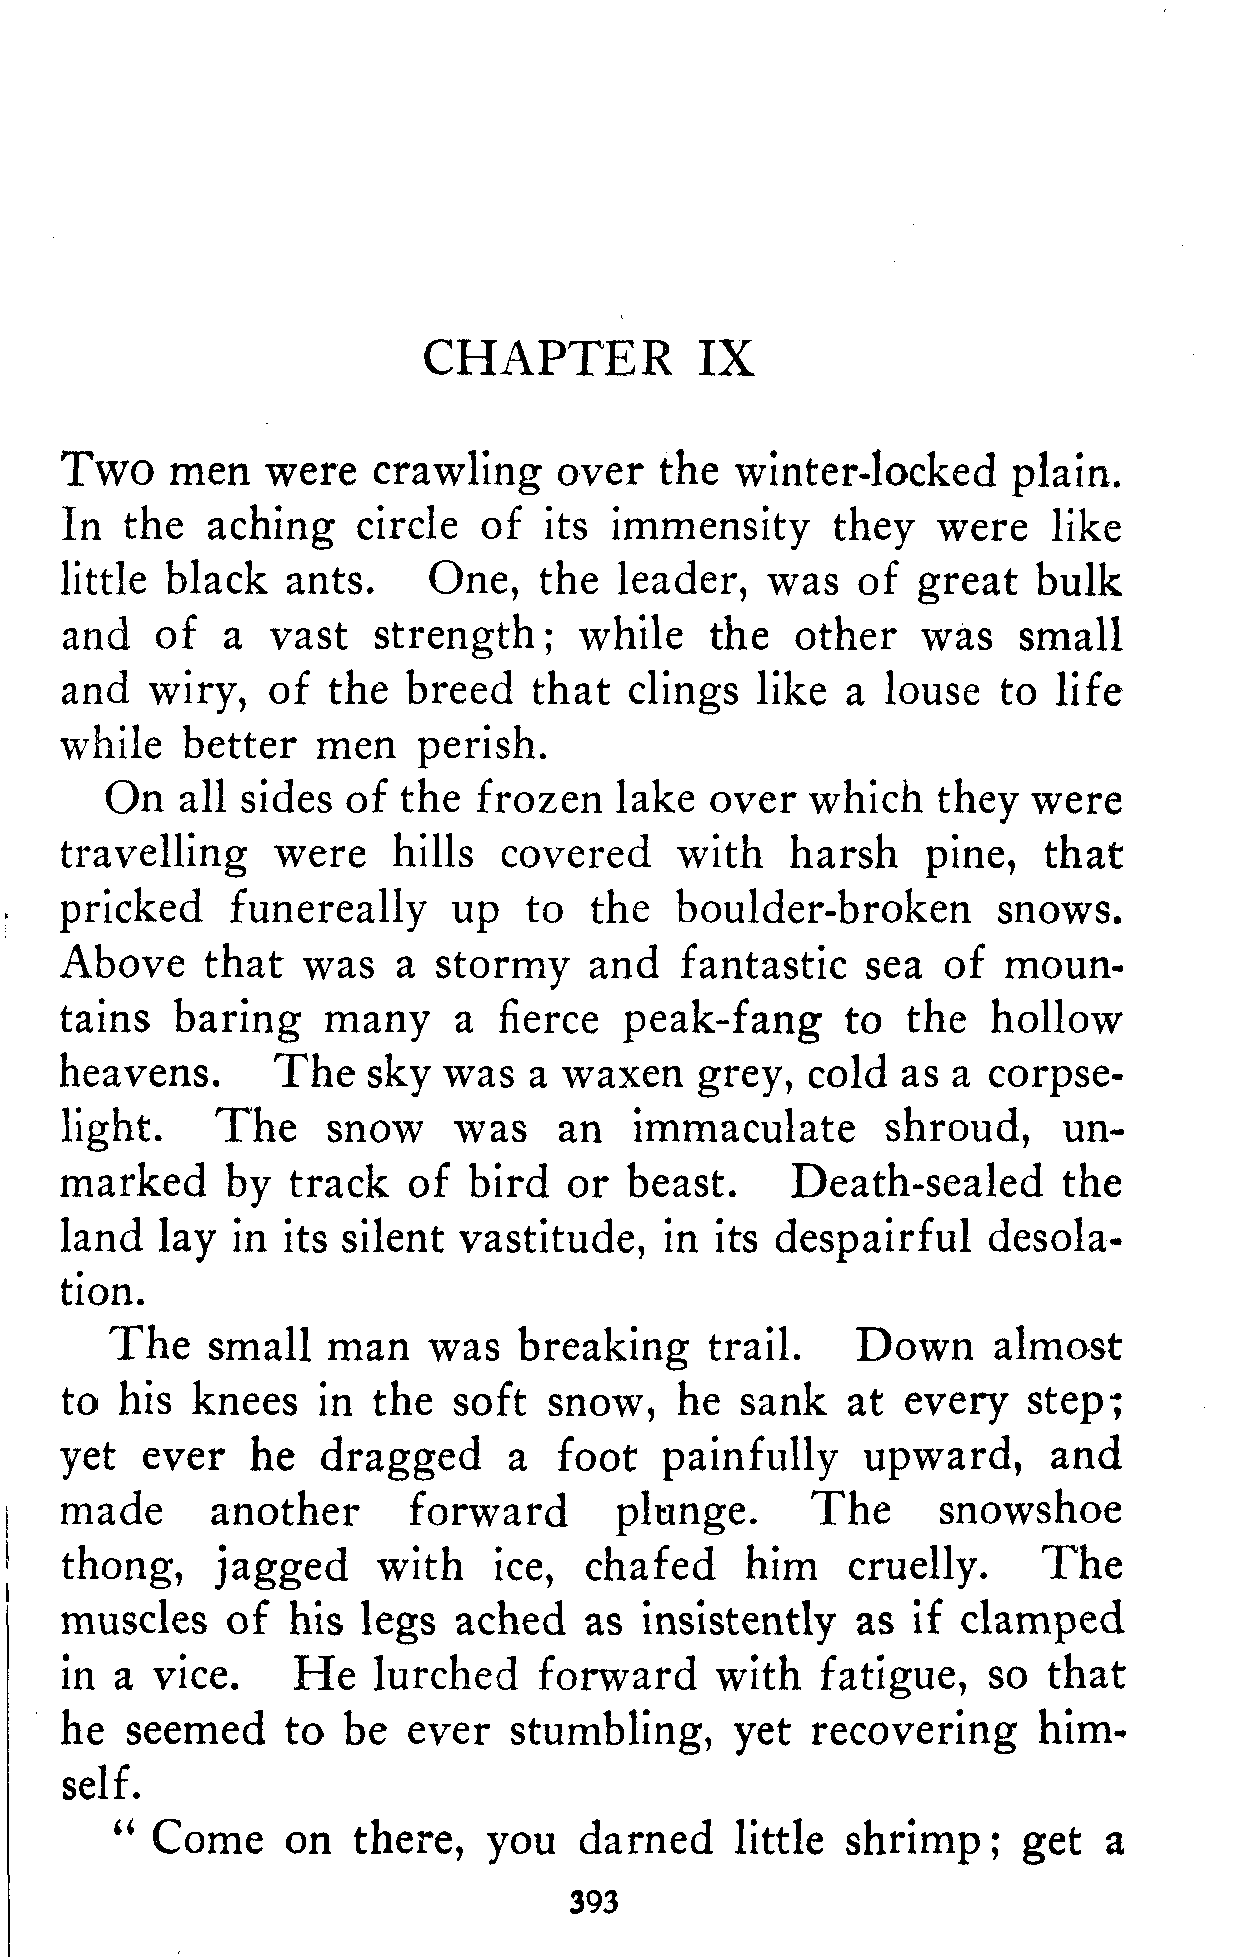 CHAPTER IX
Two men were crawling over the winter-locked plain.
In the aching circle of its immensity they were like
little black ants. One, the leader, was of great bulk
and of a vast strength; while the other was small
and wiry, of the breed that clings like a louse to life
while better men perish.
On all sides of the frozen lake over which they were
travelling were hills covered with harsh pine, that
pricked funereally up to the boulder-broken snows.
Above that was a stormy and fantastic sea of moun-
tains baring many a fierce peak-fang to the hollow
heavens. The sky was a waxen grey, cold as a corpse-
light. The snow was an immaculate shroud, un-
marked by track of bird or beast. Death-sealed the
land lay in its silent vastitude, in its despairful desola-
tion.
The small man was breaking trail. Down almost
to his knees in the soft snow, he sank at every step;
yet ever he dragged a foot painfully upward, and
made another forward plunge. The snowshoe
thong, jagged with ice, chafed him cruelly. The
muscles of his legs ached as insistently as if clamped
in a vice. He lurched forward with fatigue, so that
he seemed to be ever stumbling, yet recovering him-
self.
“ Come on there, you darned little shrimp; get a
393